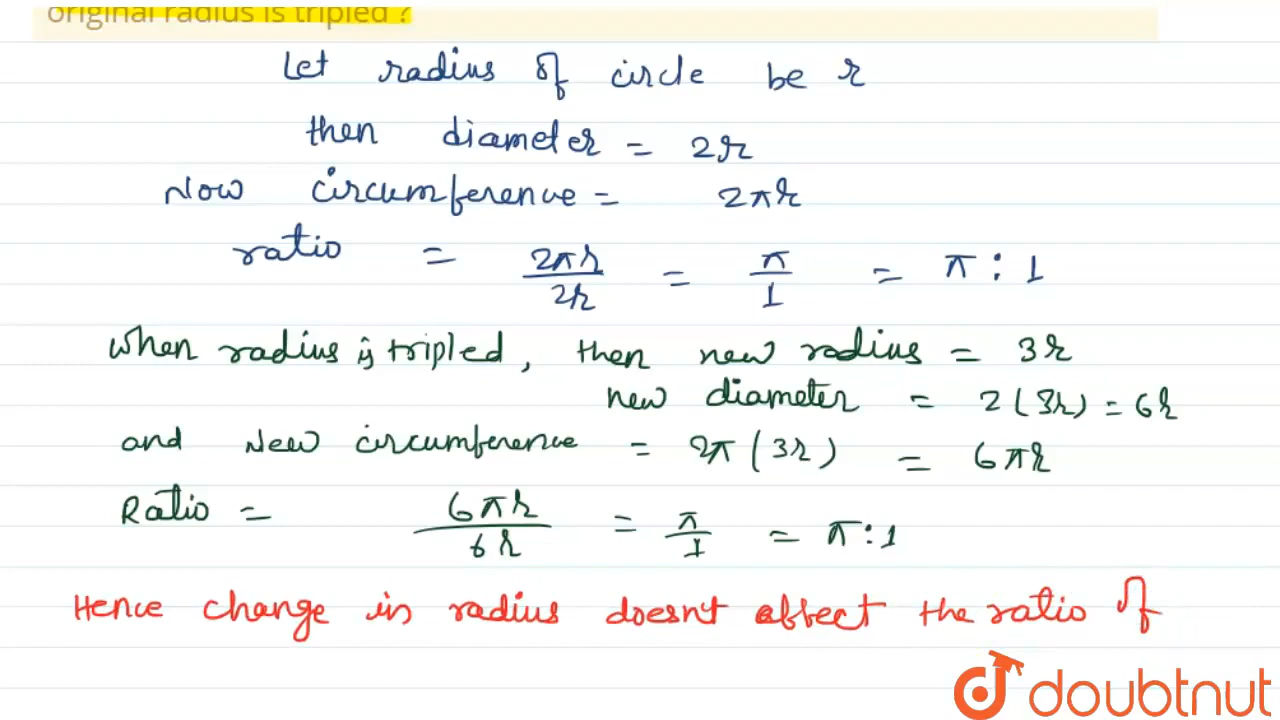 original radius is tripled ?
Let radius of circle be r
then diameter = 2r
Now circumference = 2πr
ratio = 2πr/2r = π/1 = π : 1
When radius is tripled, then new radius = 3r
new diameter = 2(3r) = 6r
and New circumference = 2π(3r) = 6πr
Ratio = 6πr/6r = π/1 = π:1
Hence change in radius doesn't affect the ratio of
doubtnut